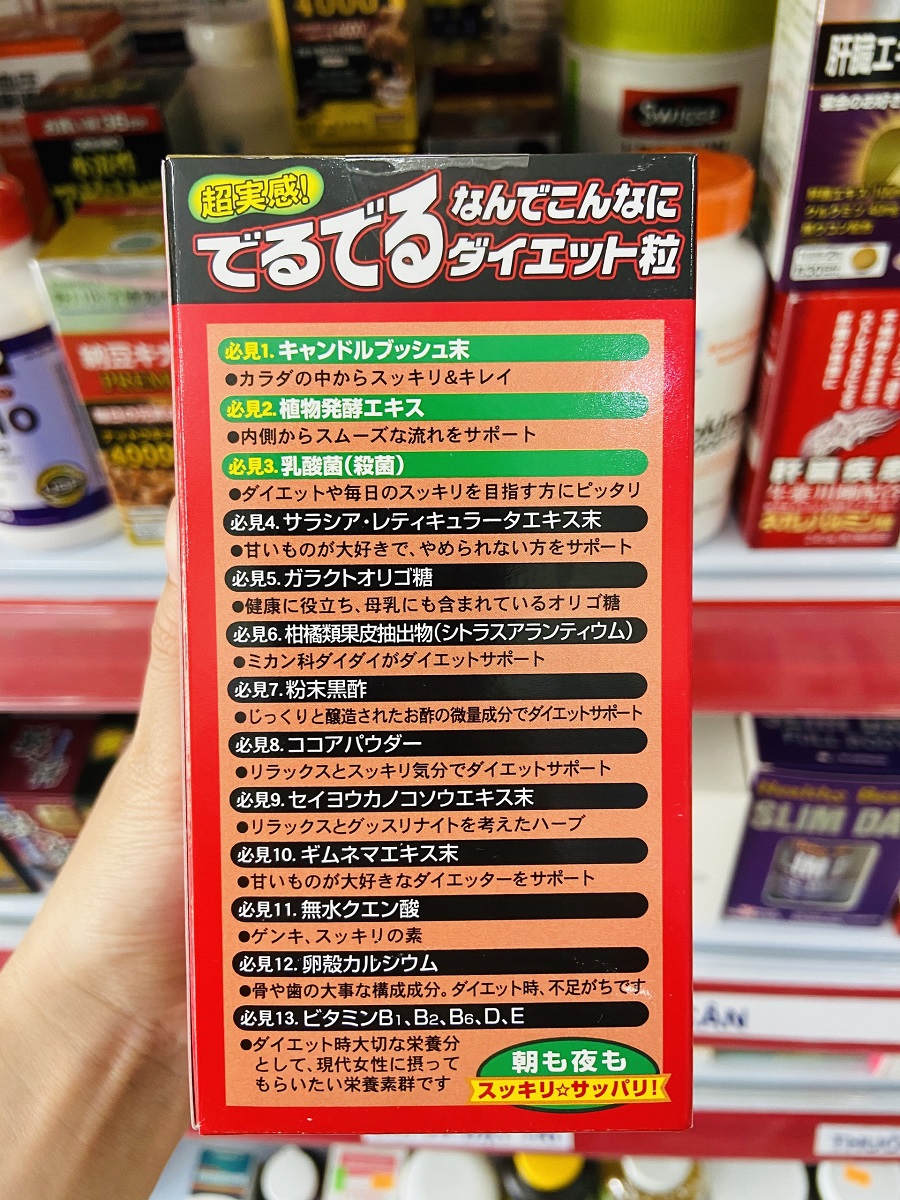 4000
Swisse
肝臓エキ
超実感!
なんでこんなに
でるでる
ダイエット粒
必見1. キャンドルブッシュ末
●カラダの中からスッキリ&キレイ
必見2. 植物発酵エキス
●内側からスムーズな流れをサポート
必見3. 乳酸菌(殺菌)
●ダイエットや毎日のスッキリを目指す方にピッタリ
必見4. サラシア・レティキュラータエキス末
●甘いものが大好きで、やめられない方をサポート
必見5. ガラクトオリゴ糖
●健康に役立ち、母乳にも含まれているオリゴ糖
必見6. 柑橘類果皮抽出物(シトラスアランティウム)
●ミカン科ダイダイがダイエットサポート
必見7. 粉末黒酢
●じっくりと醸造されたお酢の微量成分でダイエットサポート
必見8. ココアパウダー
●リラックスとスッキリ気分でダイエットサポート
必見9. セイヨウカノコソウエキス末
●リラックスとグッスリナイトを考えたハーブ
必見10. ギムネマエキス末
●甘いものが大好きなダイエッターをサポート
必見11. 無水クエン酸
●ゲンキ、スッキリの素
必見12. 卵殻カルシウム
●骨や歯の大事な構成成分。ダイエット時、不足がちです
必見13. ビタミンB1、B2、B6、D、E
●ダイエット時大切な栄養分
として、現代女性に摂って
もらいたい栄養素群です
朝も夜も
スッキリ☆サッパリ!
納豆キナ
PREM
4000
肝臓疾患
SLIM DA
CÂN
THUỐ